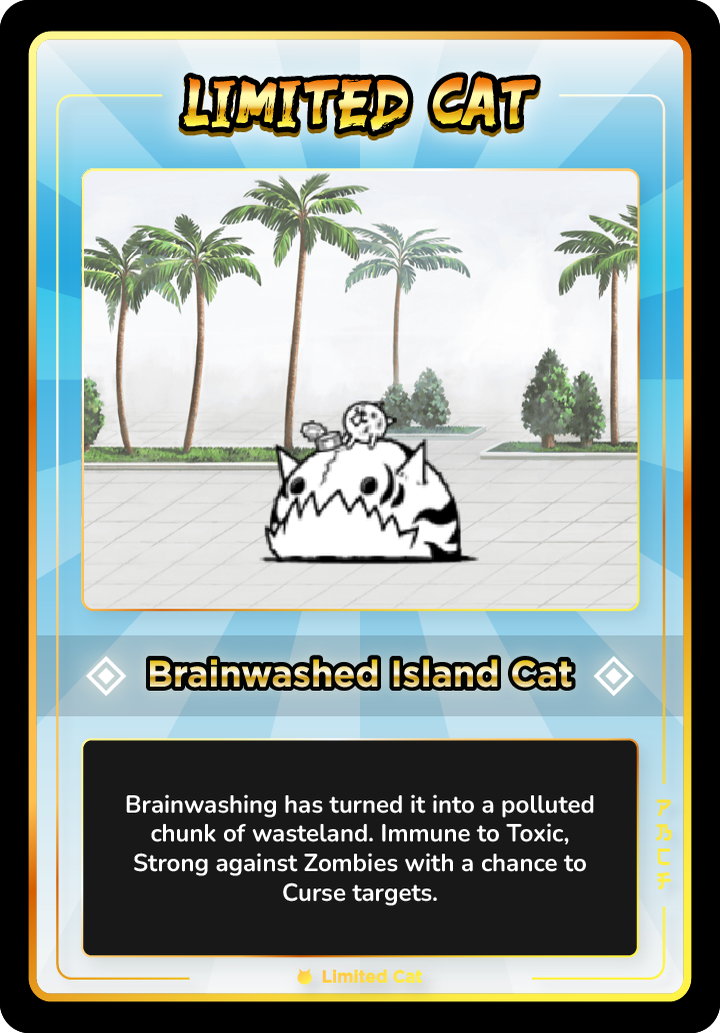 LIMITED CAT
Brainwashed Island Cat
Brainwashing has turned it into a polluted
chunk of wasteland. Immune to Toxic,
Strong against Zombies with a chance to
Curse targets.
Limited Cat